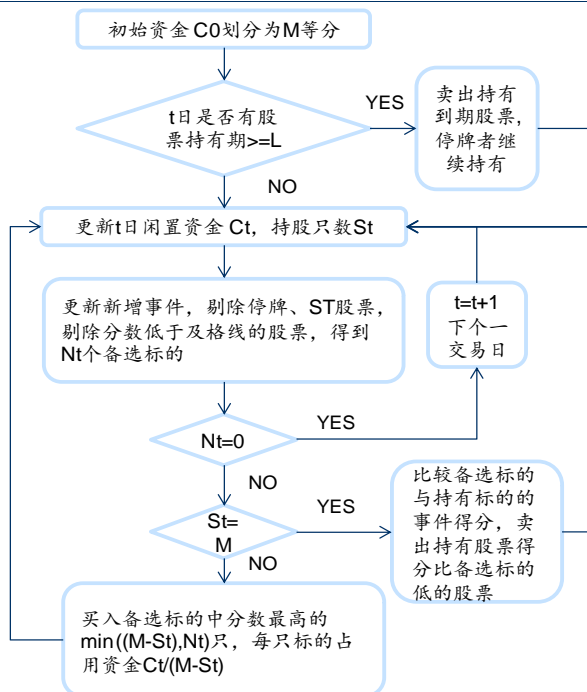 初始资金 C0划分为M等分
t日是否有股
票持有期>=L
YES
卖出持有
到期股票，
停牌者继
续持有
NO
更新t日闲置资金 Ct，持股只数St
更新新增事件，剔除停牌、ST股票，
剔除分数低于及格线的股票，得到
Nt个备选标的
t=t+1
下个一
交易日
Nt=0
YES
NO
St=
M
YES
比较备选标的
与持有标的的
事件得分，卖
出持有股票得
分比备选标的
低的股票
NO
买入备选标的中分数最高的
min((M-St),Nt)只，每只标的占
用资金Ct/(M-St)